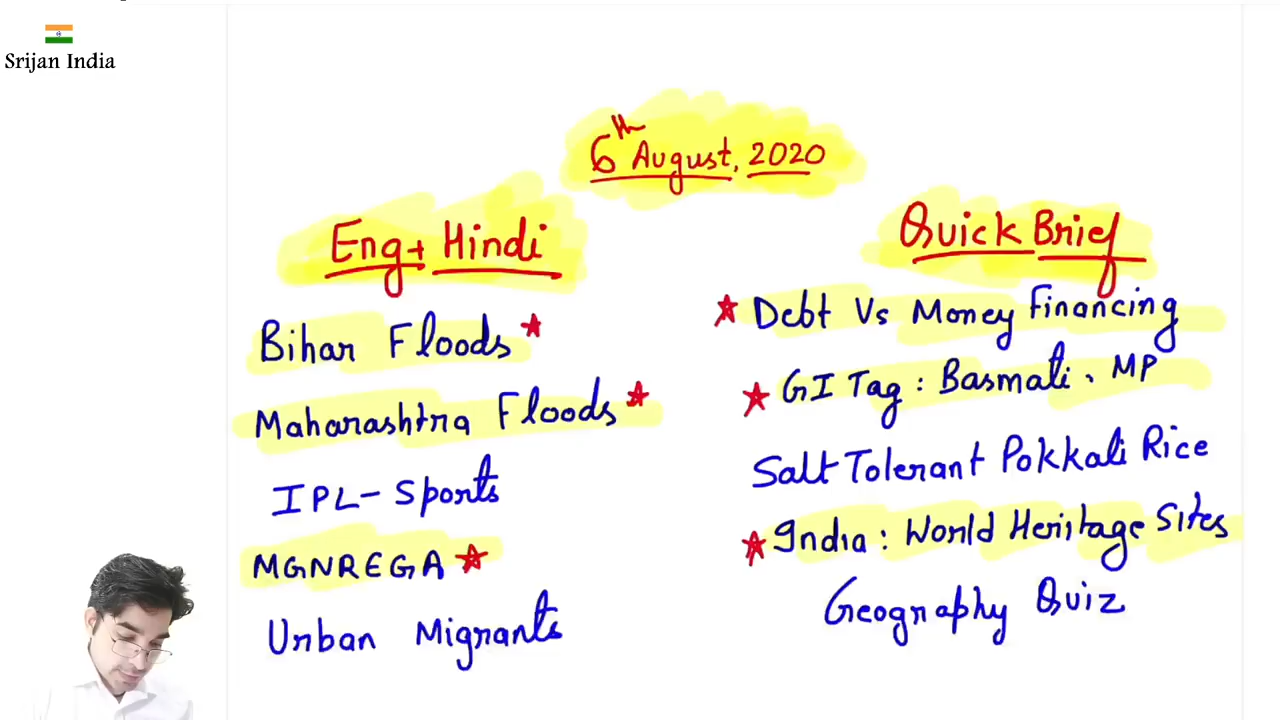 Srijan India
6th August, 2020
Eng + Hindi
Bihar Floods
Maharashtra Floods
IPL - Sports
MGNREGA
Urban Migrants
Quick Brief
Debt Vs Money Financing
GI Tag : Basmati, MP
Salt Tolerant Pokkali Rice
India : World Heritage Sites
Geography Quiz